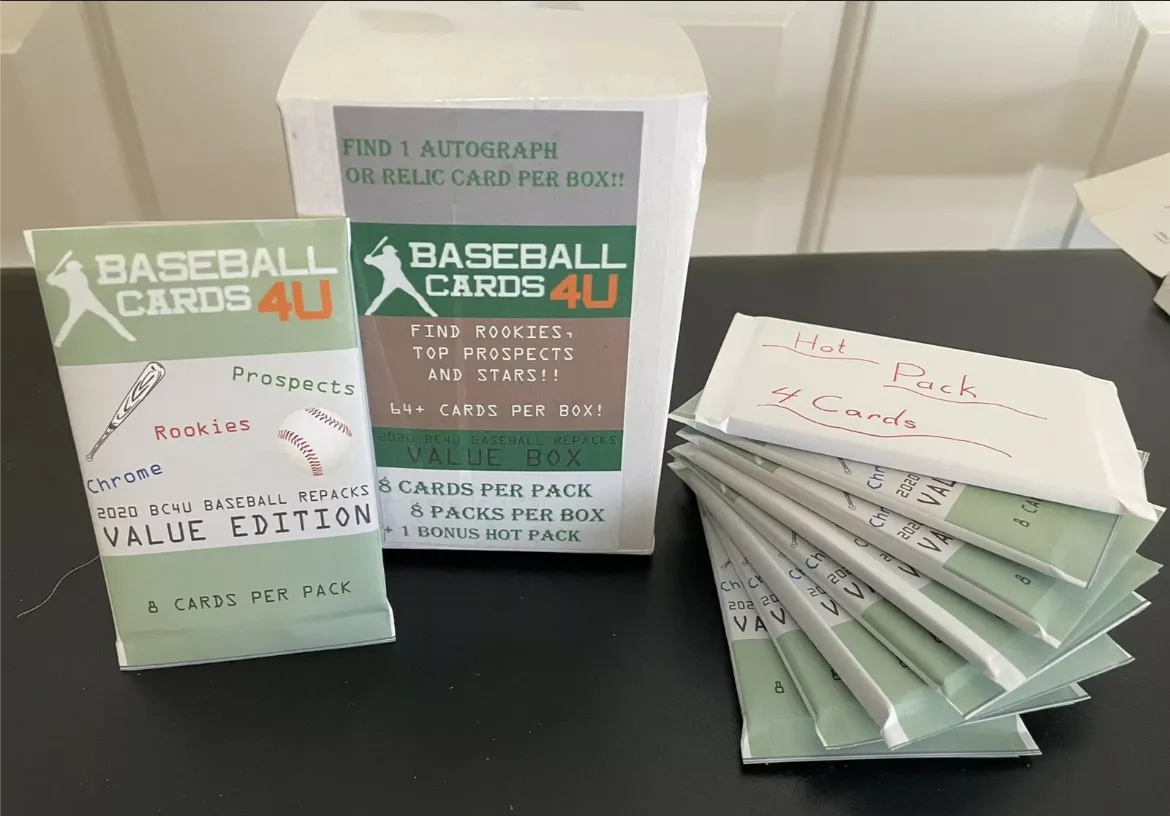 BASEBALL
CARDS 4U
Prospects
Rookies
Chrome
2020 BC4U BASEBALL REPACKS
VALUE EDITION
8 CARDS PER PACK
FIND 1 AUTOGRAPH
OR RELIC CARD PER BOX!!
BASEBALL
CARDS 4U
FIND ROOKIES,
TOP PROSPECTS
AND STARS!!
64+ CARDS PER BOX!
2020 BC4U BASEBALL REPACKS
VALUE BOX
8 CARDS PER PACK
8 PACKS PER BOX
+ 1 BONUS HOT PACK
Hot
Pack
4 Cards